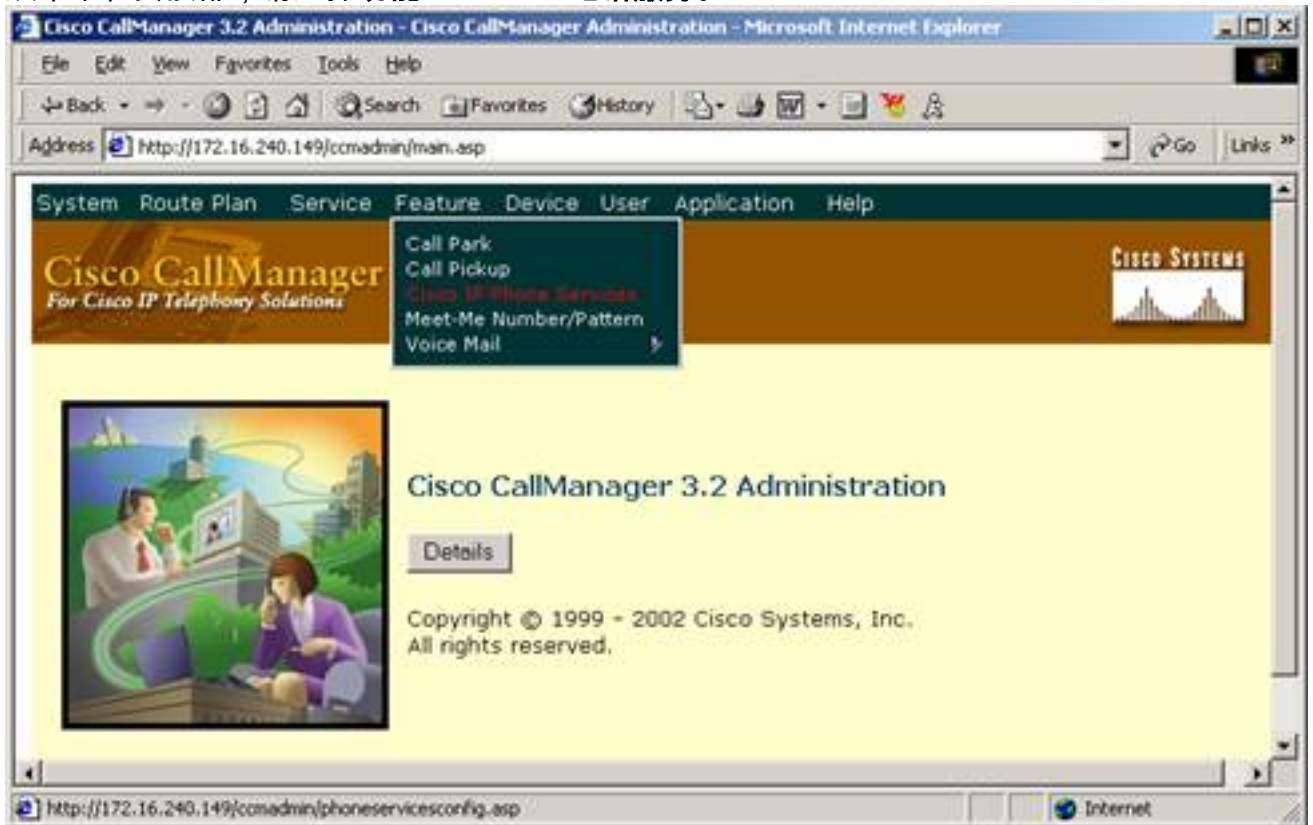 Cisco CallManager 3.2 Administration - Cisco CallManager Administration - Microsoft Internet Explorer
File Edit View Favorites Tools Help
Back Search Favorites History
Address http://172.16.240.149/ccmadmin/main.asp Go Links »
System Route Plan Service Feature Device User Application Help
Call Park
Call Pickup
Cisco IP Phone Services
Meet-Me Number/Pattern
Voice Mail
Cisco CallManager
For Cisco IP Telephony Solutions
CISCO SYSTEMS
Cisco CallManager 3.2 Administration
Details
Copyright © 1999 - 2002 Cisco Systems, Inc.
All rights reserved.
http://172.16.240.149/ccmadmin/phoneservicesconfig.asp Internet